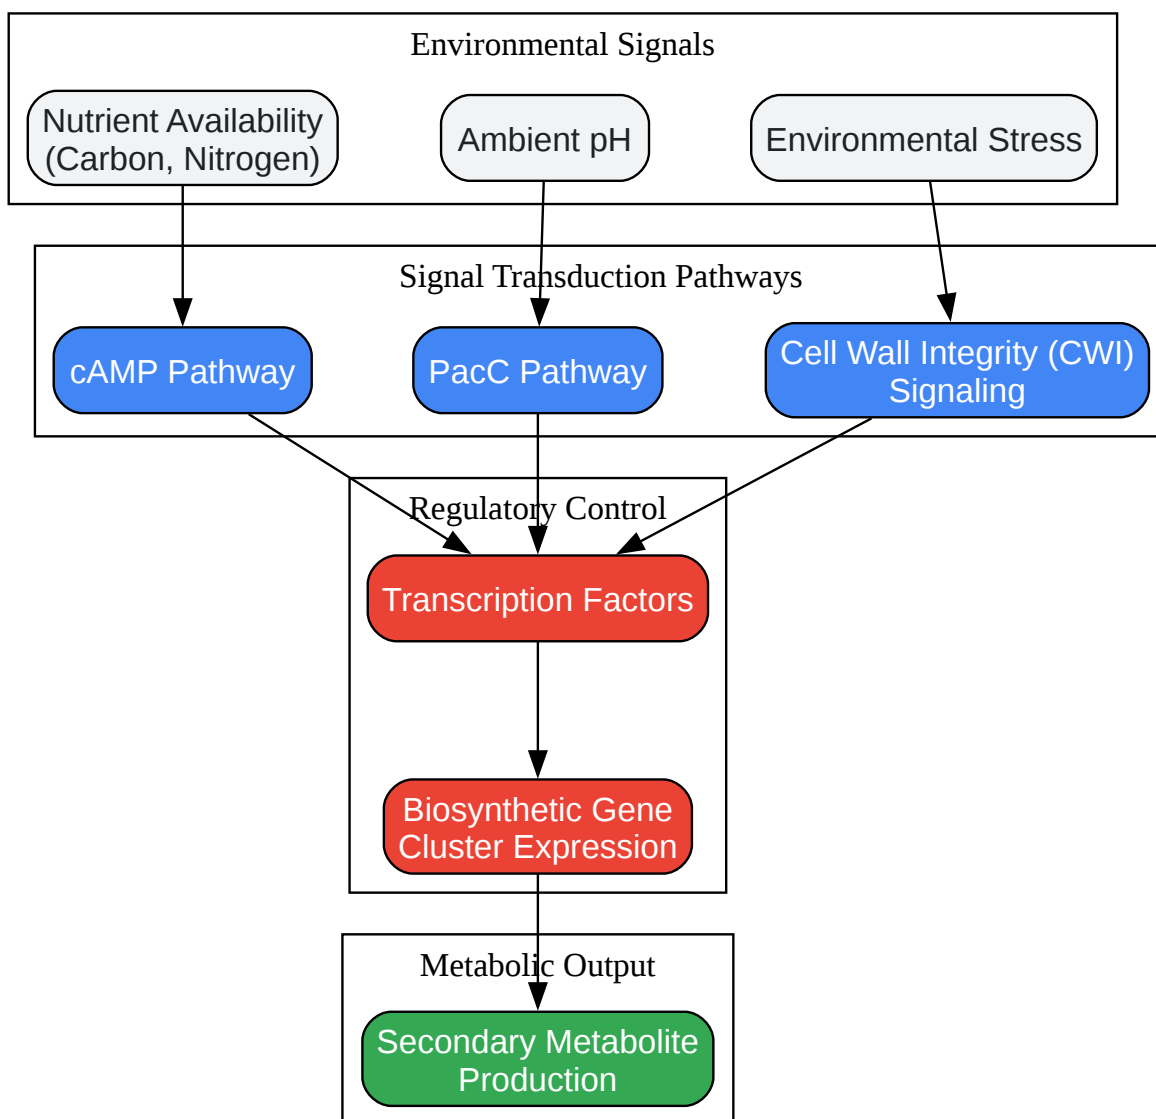 Environmental Signals
Nutrient Availability
(Carbon, Nitrogen)
Ambient pH
Environmental Stress
Signal Transduction Pathways
cAMP Pathway
PacC Pathway
Cell Wall Integrity (CWI)
Signaling
Regulatory Control
Transcription Factors
Biosynthetic Gene
Cluster Expression
Metabolic Output
Secondary Metabolite
Production